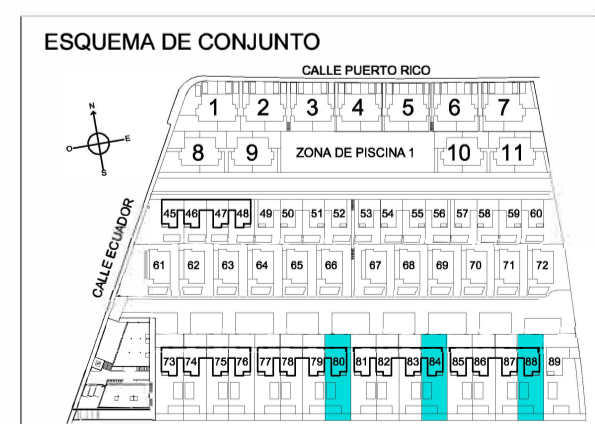 ESQUEMA DE CONJUNTO
CALLE PUERTO RICO
N
O E
S
1 2 3 4 5 6 7
8 9 ZONA DE PISCINA 1 10 11
CALLE ECUADOR
45 46 47 48 49 50 51 52 53 54 55 56 57 58 59 60
61 62 63 64 65 66 67 68 69 70 71 72
73 74 75 76 77 78 79 80 81 82 83 84 85 86 87 88 89